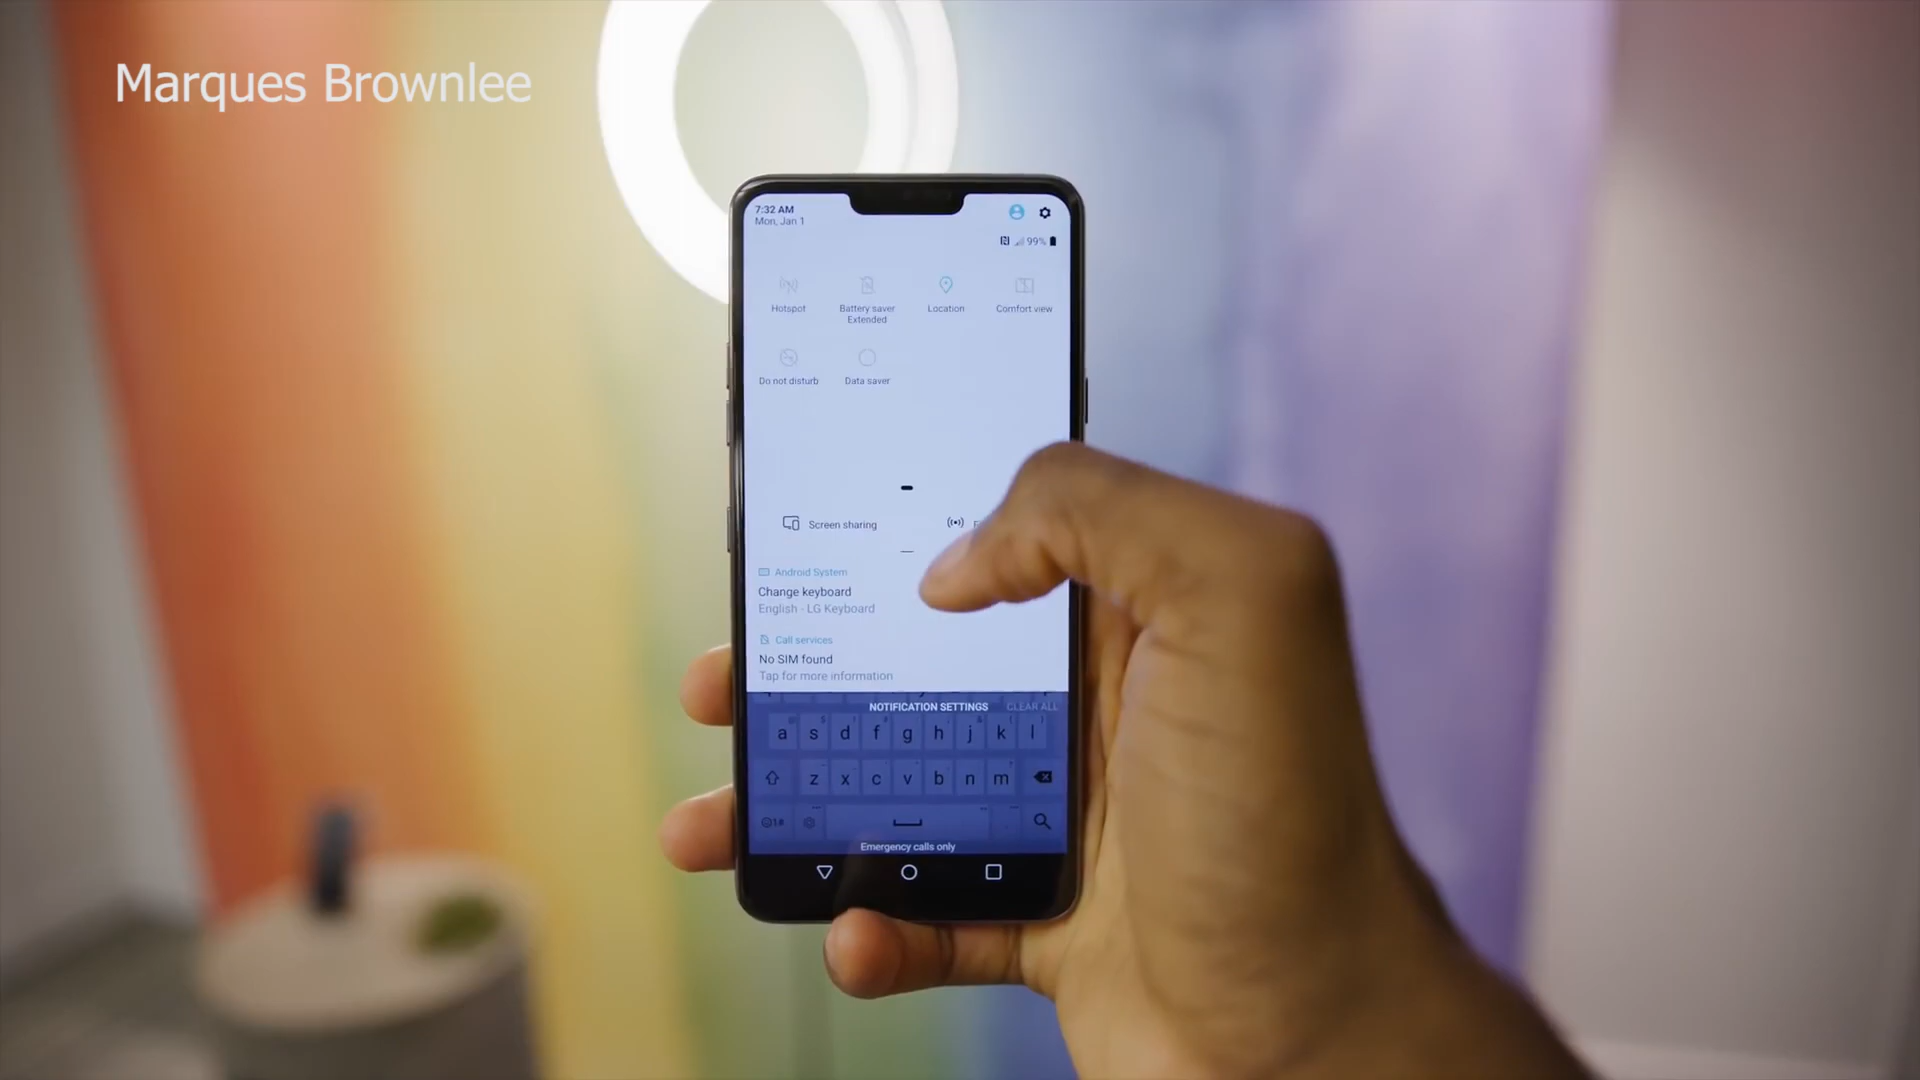 Marques Brownlee
7:32 AM
Mon, Jan 1
99%
Hotspot
Battery saver
Extended
Location
Comfort view
Do not disturb
Data saver
Screen sharing
Android System
Change keyboard
English - LG Keyboard
Call services
No SIM found
Tap for more information
NOTIFICATION SETTINGS CLEAR ALL
a s d f g h j k l
z x c v b n m
Emergency calls only